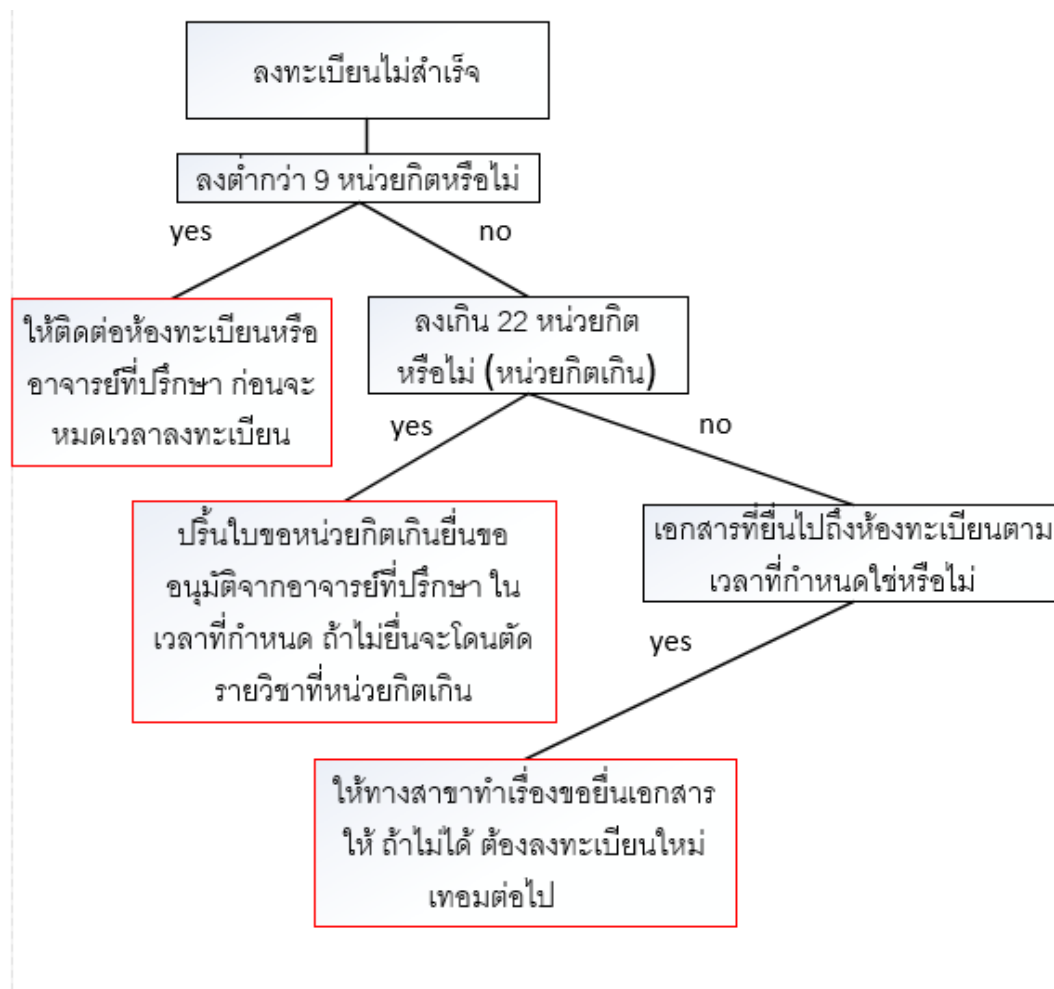 ลงทะเบียนไม่สำเร็จ
ลงต่ำกว่า 9 หน่วยกิตหรือไม่
yes
no
ให้ติดต่อห้องทะเบียนหรือ
อาจารย์ที่ปรึกษา ก่อนจะ
หมดเวลาลงทะเบียน
ลงเกิน 22 หน่วยกิต
หรือไม่ (หน่วยกิตเกิน)
yes
no
ปริ้นใบขอหน่วยกิตเกินยื่นขอ
อนุมัติจากอาจารย์ที่ปรึกษา ใน
เวลาที่กำหนด ถ้าไม่ยื่นจะโดนตัด
รายวิชาที่หน่วยกิตเกิน
เอกสารที่ยื่นไปถึงห้องทะเบียนตาม
เวลาที่กำหนดใช่หรือไม่
yes
ให้ทางสาขาทำเรื่องขอยื่นเอกสาร
ให้ ถ้าไม่ได้ ต้องลงทะเบียนใหม่
เทอมต่อไป